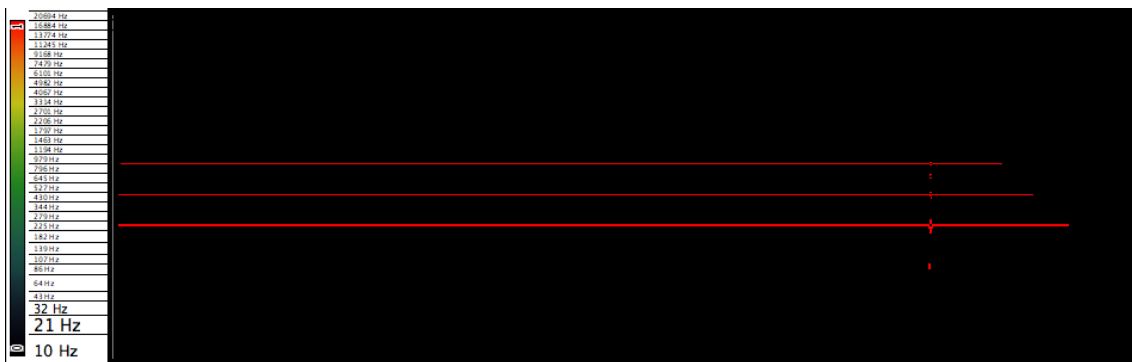 20694 Hz
1
16884 Hz
13774 Hz
11245 Hz
9168 Hz
7479 Hz
6101 Hz
4982 Hz
4067 Hz
3314 Hz
2701 Hz
2206 Hz
1797 Hz
1463 Hz
1194 Hz
979 Hz
796 Hz
645 Hz
527 Hz
430 Hz
344 Hz
279 Hz
225 Hz
182 Hz
139 Hz
107 Hz
86 Hz
64 Hz
43 Hz
32 Hz
21 Hz
0
10 Hz